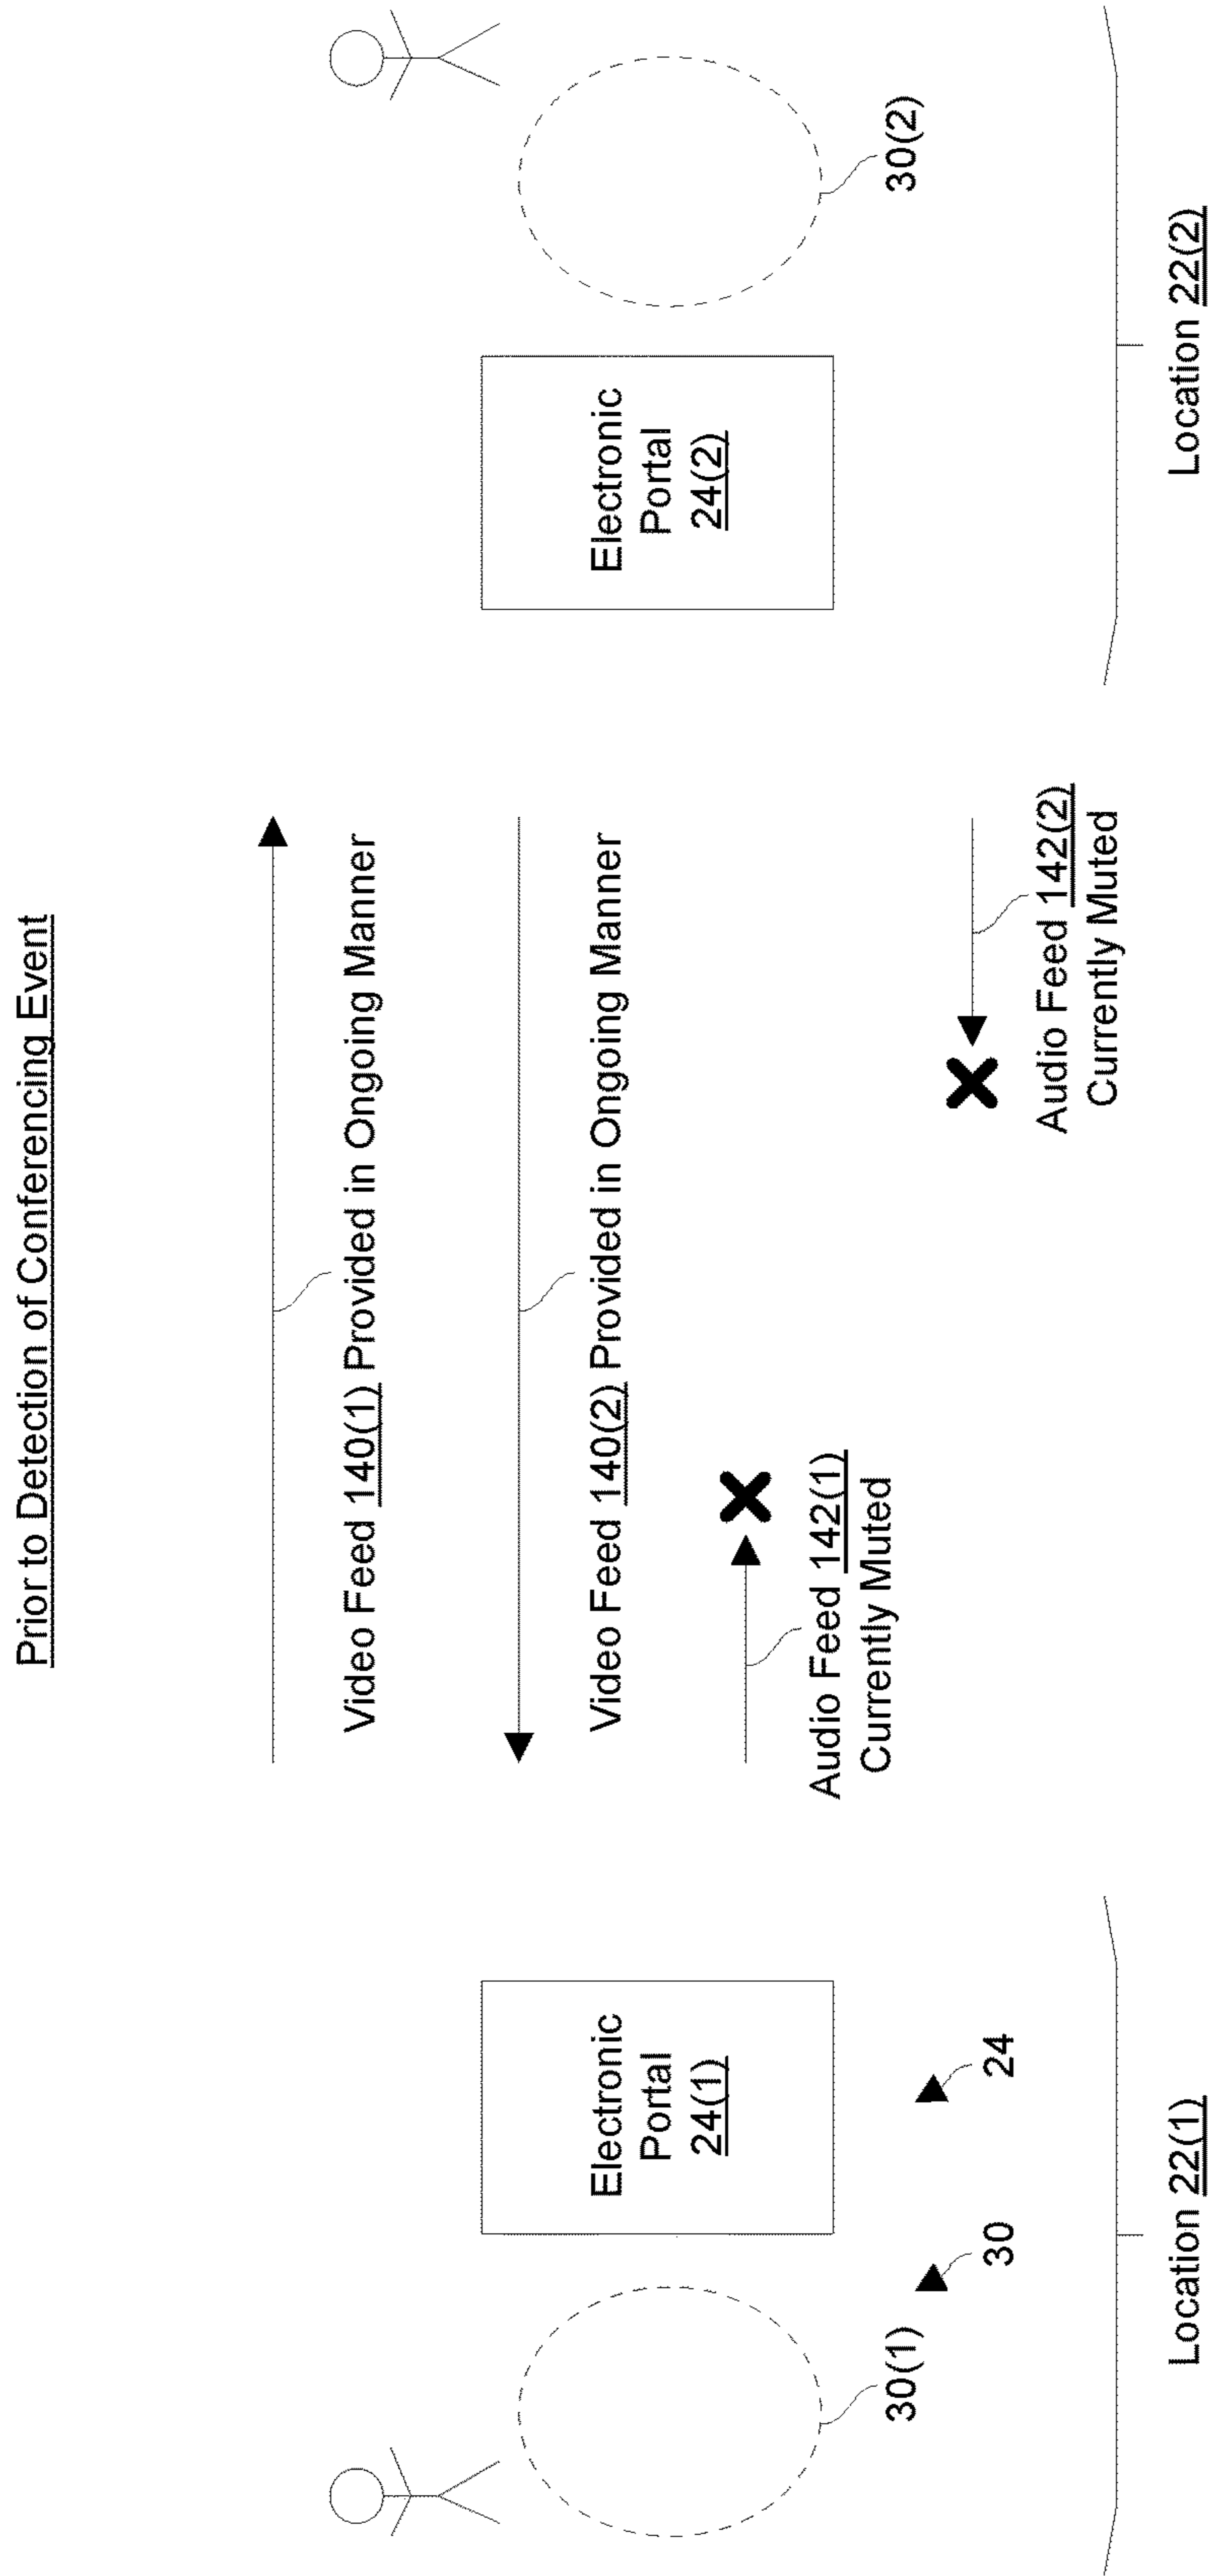 Prior to Detection of Conferencing Event
Video Feed 140(1) Provided in Ongoing Manner
Video Feed 140(2) Provided in Ongoing Manner
Electronic
Portal
24(1)
Electronic
Portal
24(2)
Audio Feed 142(1)
Currently Muted
30(1)
30(2)
30
24
Audio Feed 142(2)
Currently Muted
Location 22(1)
Location 22(2)